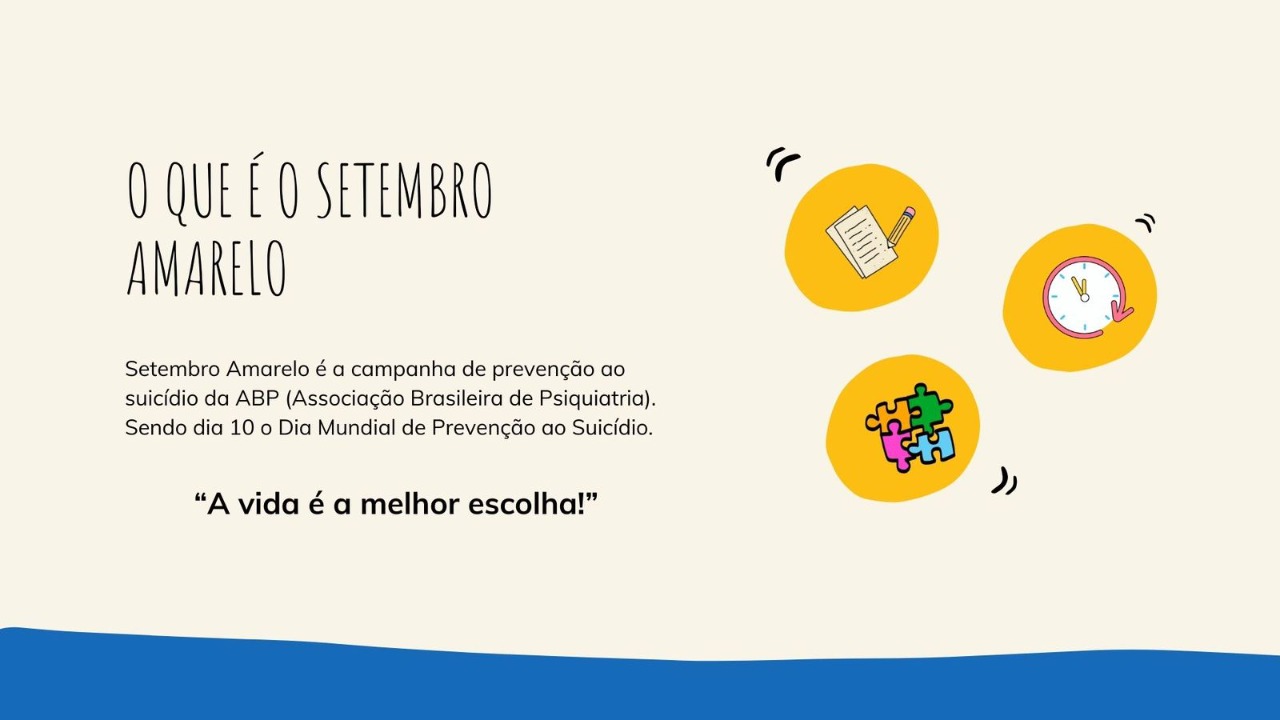 O QUE É O SETEMBRO
AMARELO
Setembro Amarelo é a campanha de prevenção ao
suicídio da ABP (Associação Brasileira de Psiquiatria).
Sendo dia 10 o Dia Mundial de Prevenção ao Suicídio.
“A vida é a melhor escolha!”